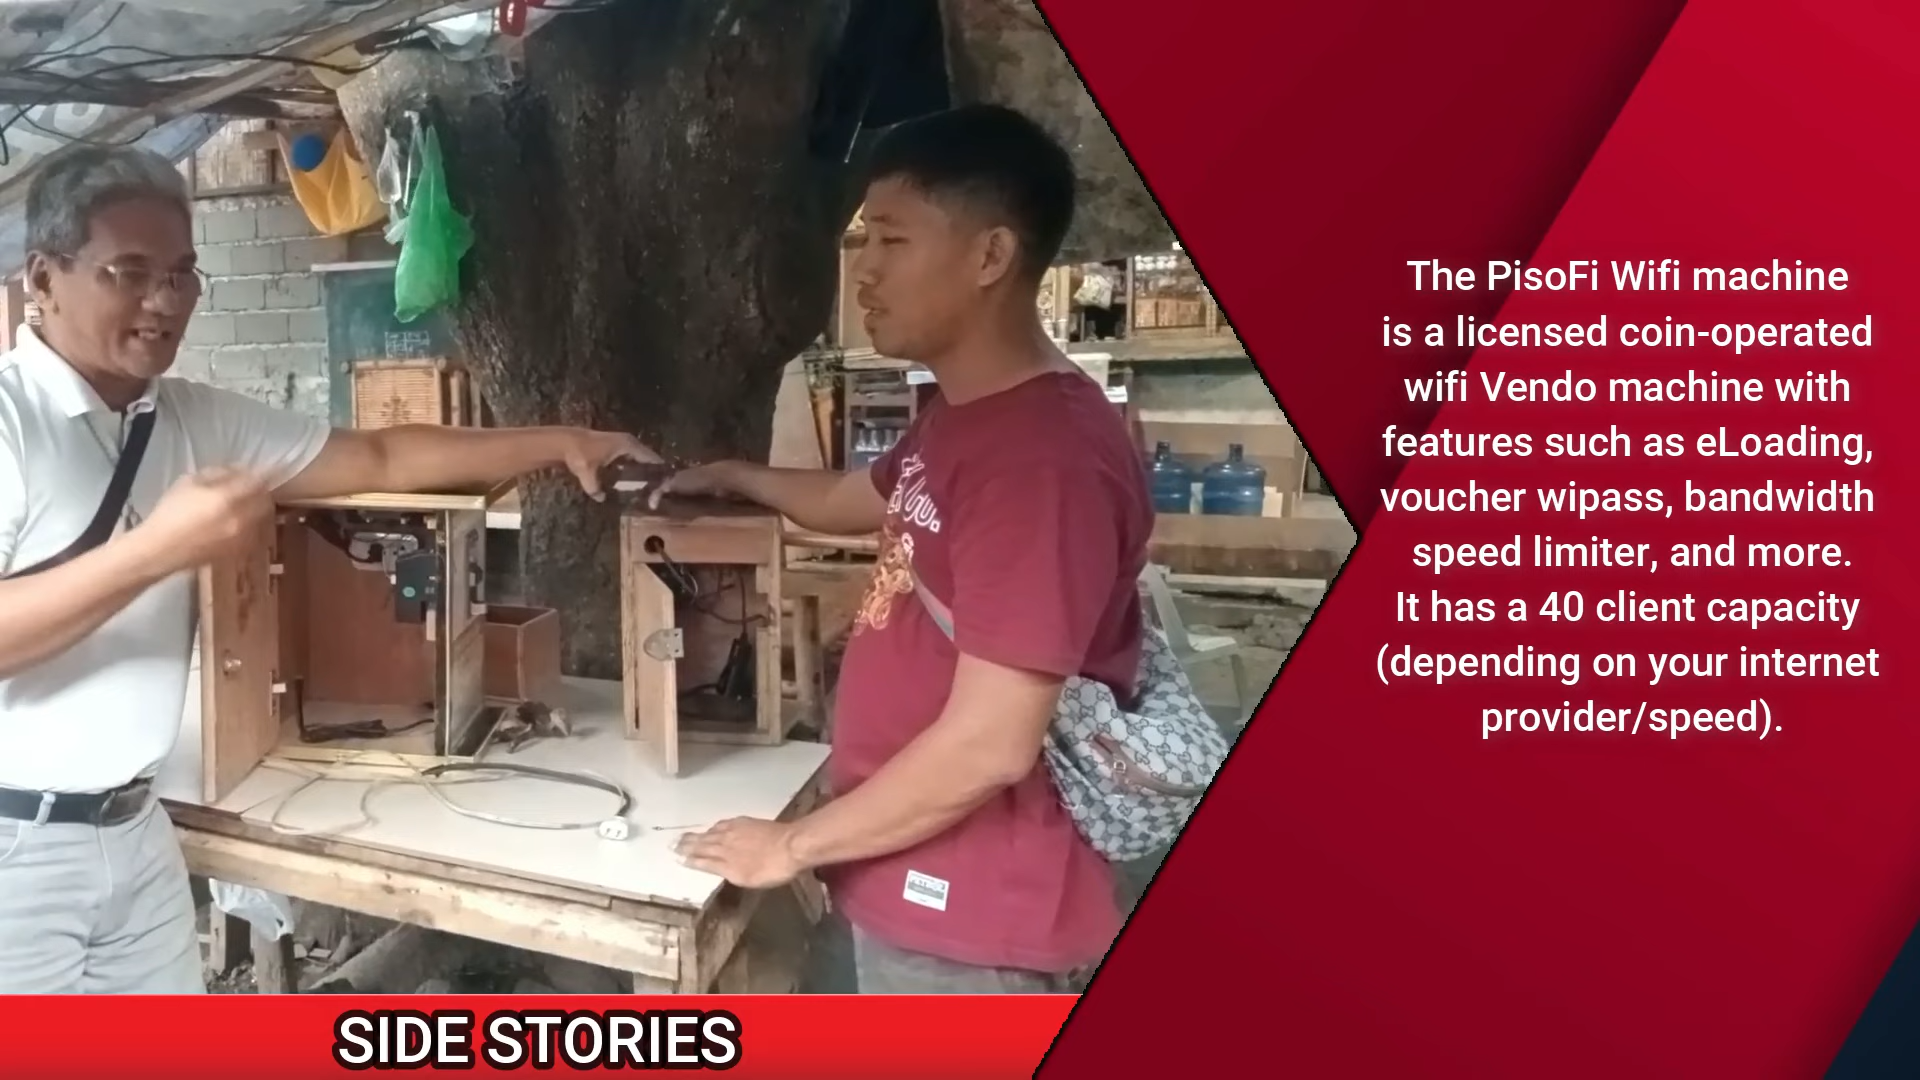 The PisoFi Wifi machine
is a licensed coin-operated
wifi Vendo machine with
features such as eLoading,
voucher wipass, bandwidth
speed limiter, and more.
It has a 40 client capacity
(depending on your internet
provider/speed).
SIDE STORIES